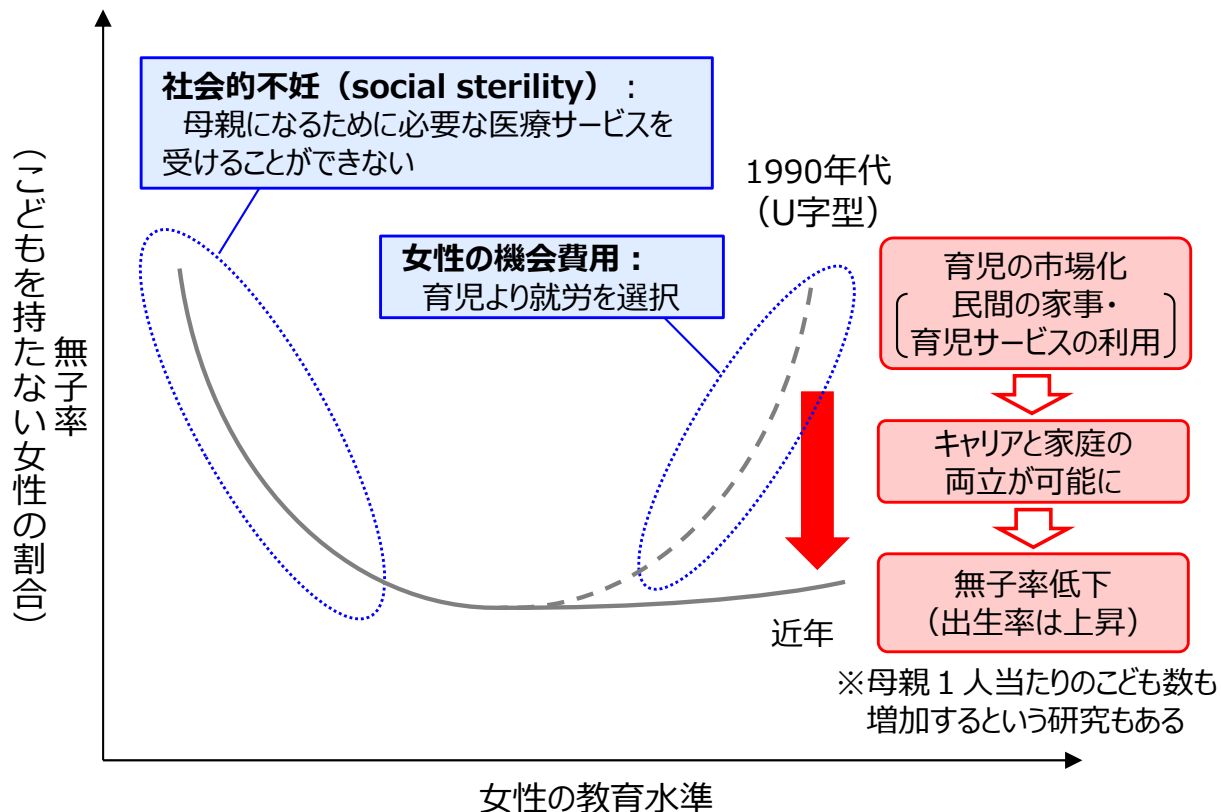 社会的不妊（social sterility）：
母親になるために必要な医療サービスを
受けることができない
1990年代
（U字型）
女性の機会費用：
育児より就労を選択
無子率
（こどもを持たない女性の割合）
育児の市場化
民間の家事・
育児サービスの利用
キャリアと家庭の
両立が可能に
無子率低下
（出生率は上昇）
近年
※母親１人当たりのこども数も
増加するという研究もある
女性の教育水準